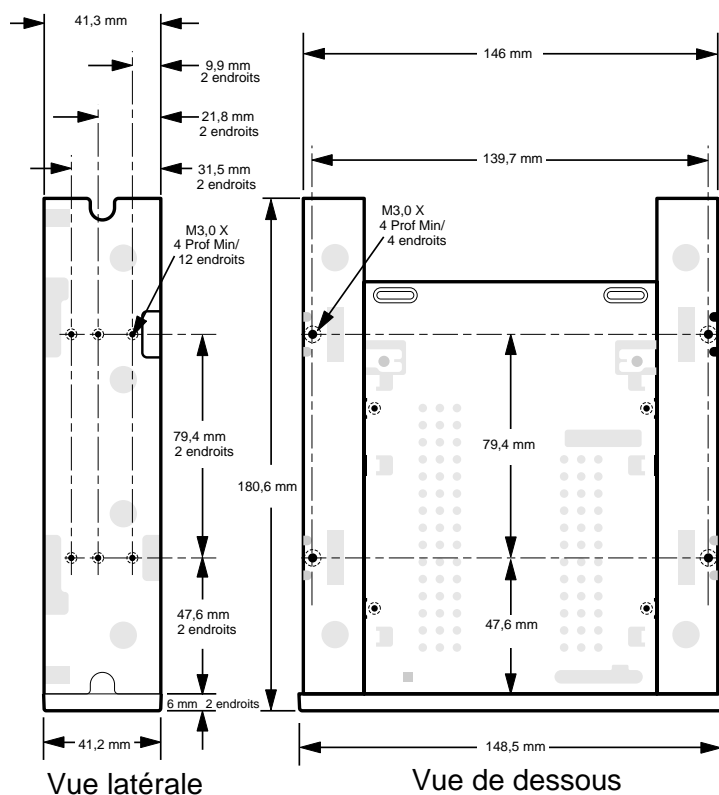 41,3 mm
9,9 mm
2 endroits
21,8 mm
2 endroits
31,5 mm
2 endroits
M3,0 X
4 Prof Min/
12 endroits
79,4 mm
2 endroits
47,6 mm
2 endroits
6 mm 2 endroits
41,2 mm
Vue latérale
180,6 mm
146 mm
139,7 mm
M3,0 X
4 Prof Min/
4 endroits
79,4 mm
47,6 mm
148,5 mm
Vue de dessous